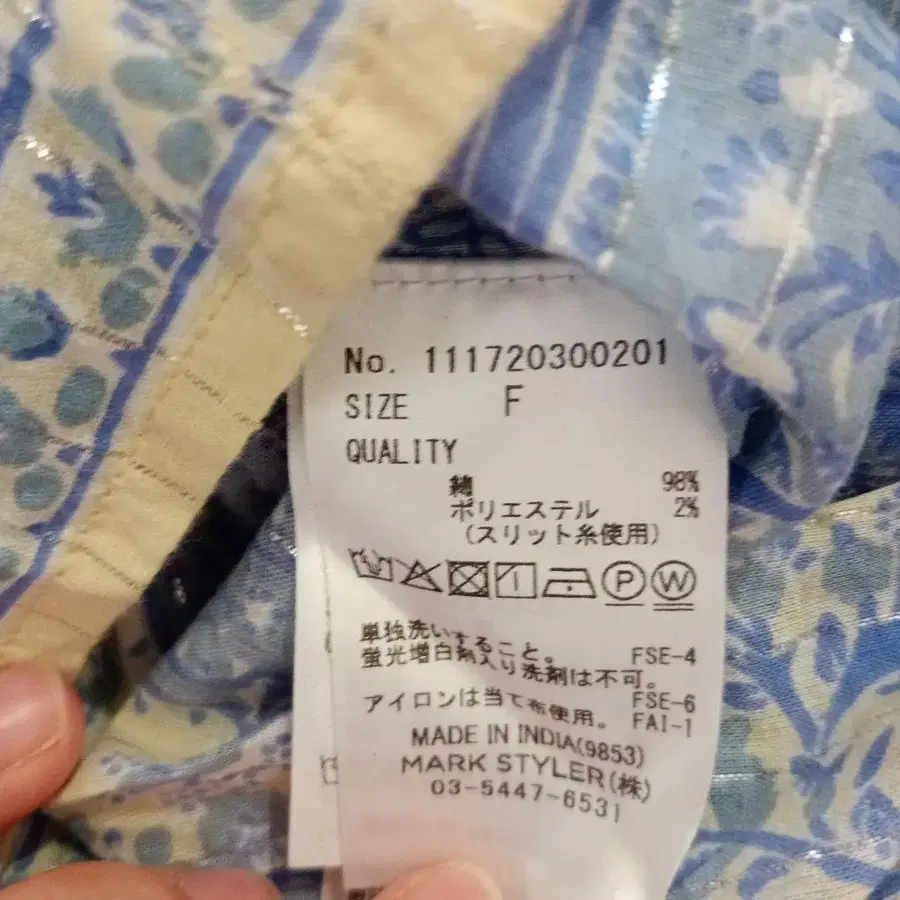 No. 111720300201
SIZE F
QUALITY
綿 98%
ポリエステル 2%
(スリット糸使用)
P W
単独洗いすること。 FSE-4
蛍光増白剤入り洗剤は不可。
FSE-6
アイロンは当て布使用。 FAI-1
MADE IN INDIA(9853)
MARK STYLER(株)
03-5447-6531